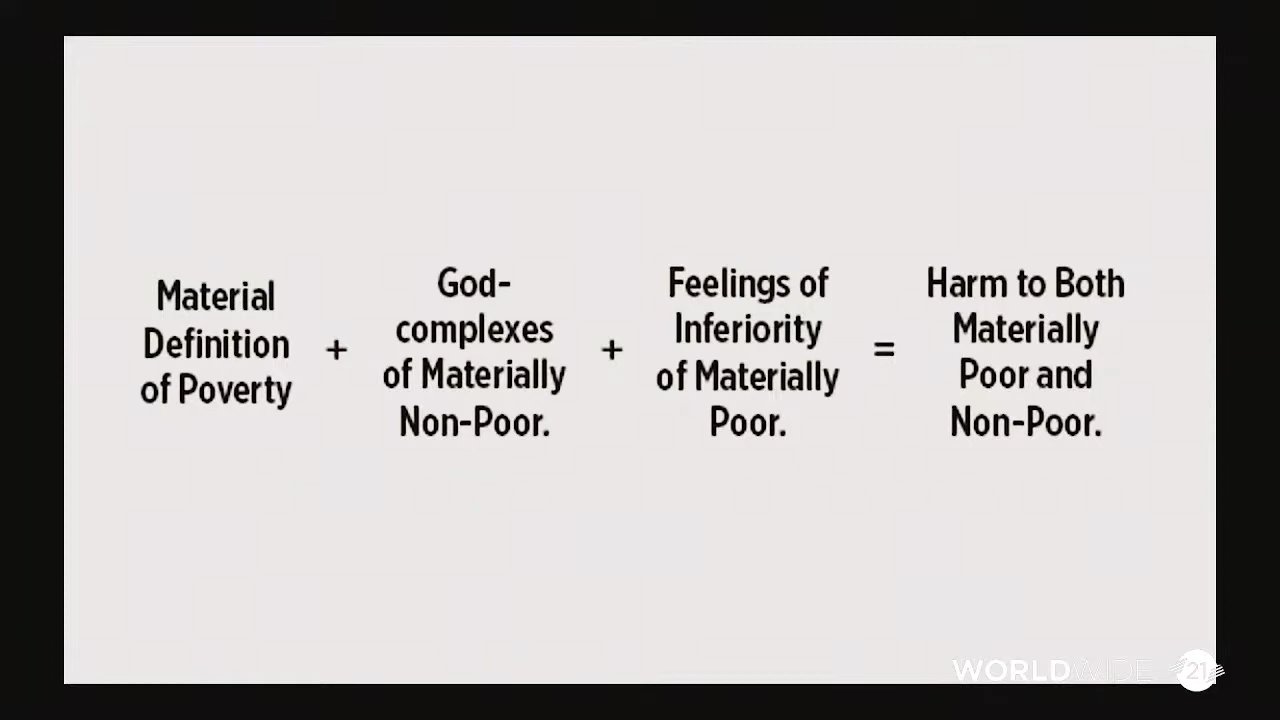 Material
Definition
of Poverty
+
God-
complexes
of Materially
Non-Poor.
+
Feelings of
Inferiority
of Materially
Poor.
=
Harm to Both
Materially
Poor and
Non-Poor.
WORLDWIDE 21